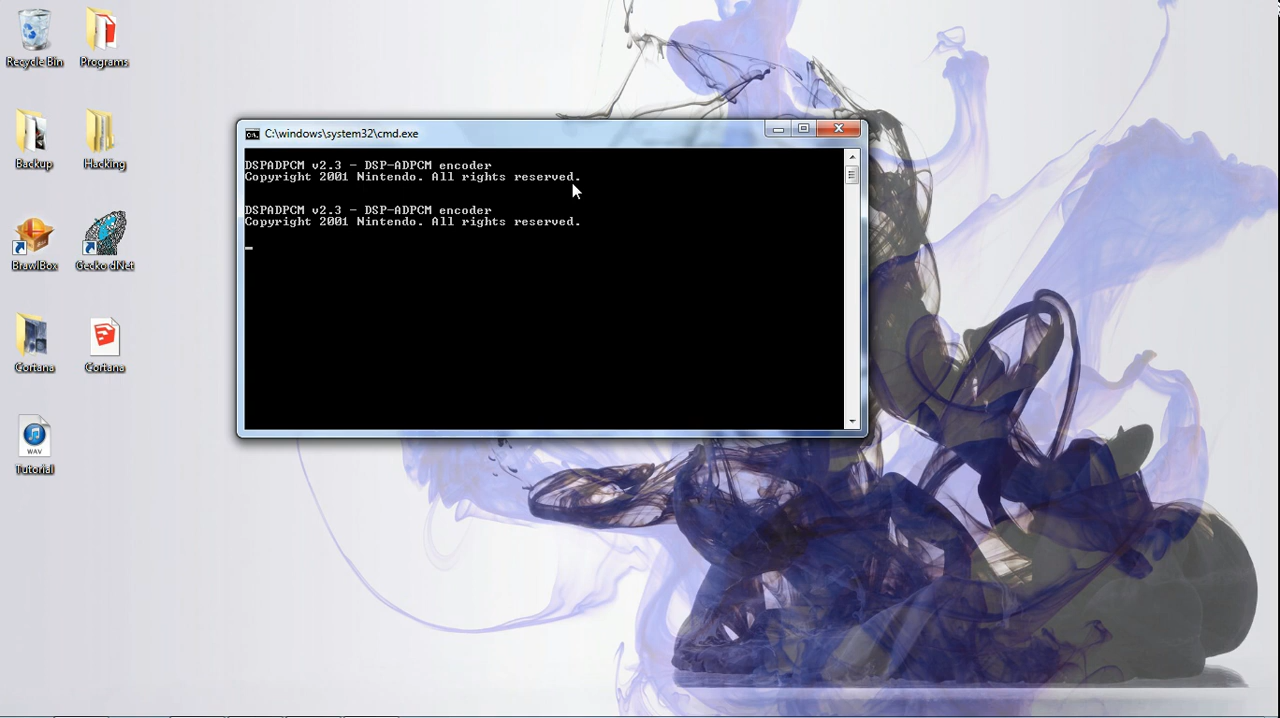 Recycle Bin
Programs
Backup
Hacking
BrawlBox
Gecko dNet
Cortana
Cortana
WAV
Tutorial
C:\windows\system32\cmd.exe
DSPADPCM v2.3 - DSP-ADPCM encoder
Copyright 2001 Nintendo. All rights reserved.
DSPADPCM v2.3 - DSP-ADPCM encoder
Copyright 2001 Nintendo. All rights reserved.